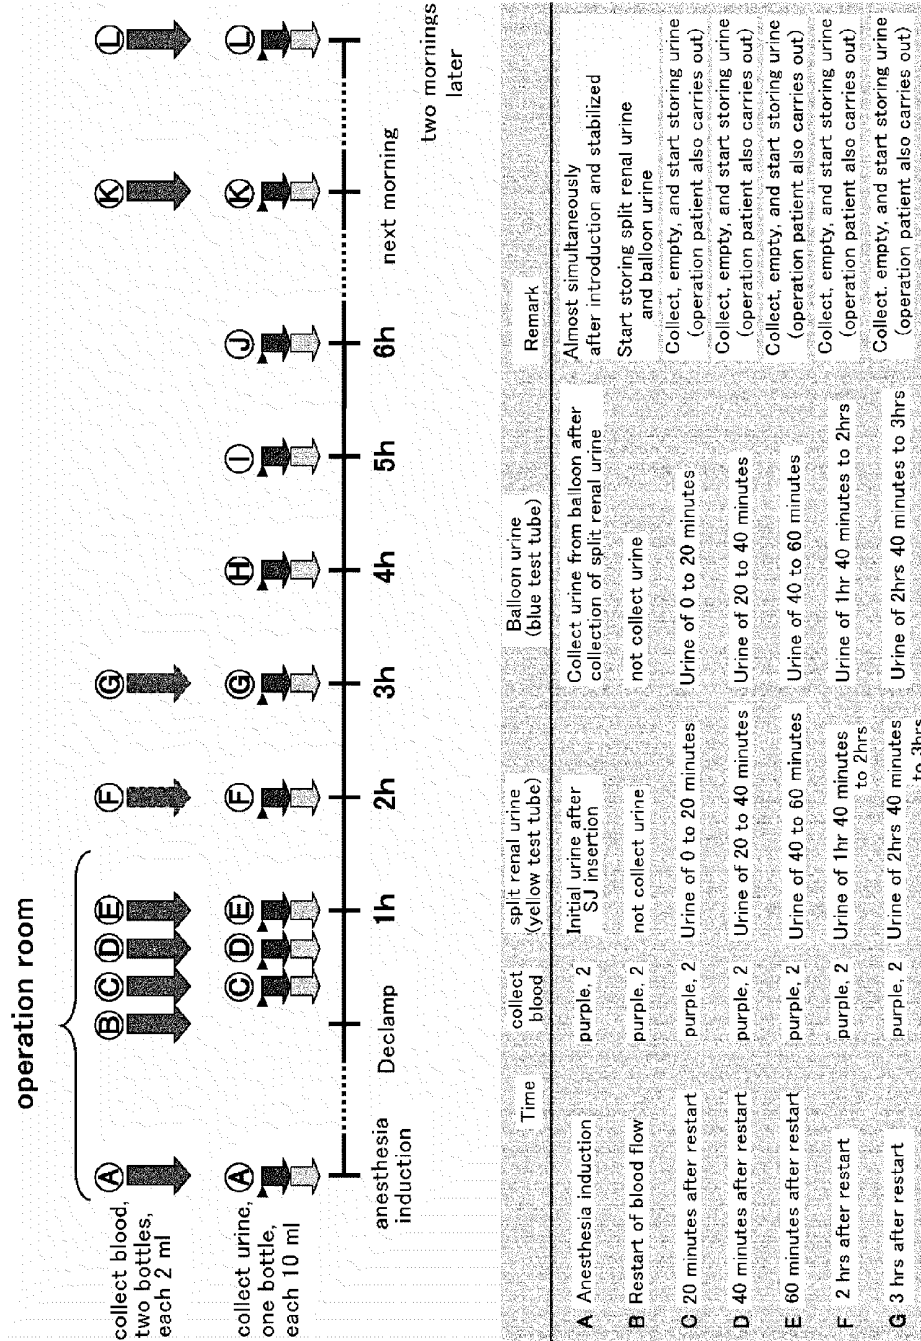 operation room
collect blood,
two bottles,
each 2 ml
A B C D E F G K L
collect urine,
one bottle,
each 10 ml
A C D E F G H I J K L
anesthesia
induction
Declamp
1h
2h
3h
4h
5h
6h
next morning
two mornings
later
Time
collect
blood
split renal urine
(yellow test tube)
Balloon urine
(blue test tube)
Remark
A Anesthesia induction
purple, 2
Initial urine after
SJ insertion
Collect urine from balloon after
collection of split renal urine
Almost simultaneously
after introduction and stabilized
B Restart of blood flow
purple, 2
not collect urine
not collect urine
Start storing split renal urine
and balloon urine
C 20 minutes after restart
purple, 2
Urine of 0 to 20 minutes
Urine of 0 to 20 minutes
Collect, empty, and start storing urine
(operation patient also carries out)
D 40 minutes after restart
purple, 2
Urine of 20 to 40 minutes
Urine of 20 to 40 minutes
Collect, empty, and start storing urine
(operation patient also carries out)
E 60 minutes after restart
purple, 2
Urine of 40 to 60 minutes
Urine of 40 to 60 minutes
Collect, empty, and start storing urine
(operation patient also carries out)
F 2 hrs after restart
purple, 2
Urine of 1hr 40 minutes
to 2hrs
Urine of 1hr 40 minutes to 2hrs
Collect, empty, and start storing urine
(operation patient also carries out)
G 3 hrs after restart
purple, 2
Urine of 2hrs 40 minutes
to 3hrs
Urine of 2hrs 40 minutes to 3hrs
Collect, empty, and start storing urine
(operation patient also carries out)